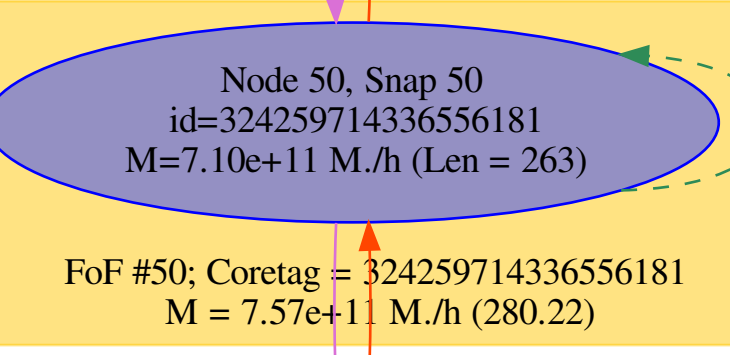 Node 50, Snap 50
id=324259714336556181
M=7.10e+11 M./h (Len = 263)
FoF #50; Coretag = 324259714336556181
M = 7.57e+11 M./h (280.22)